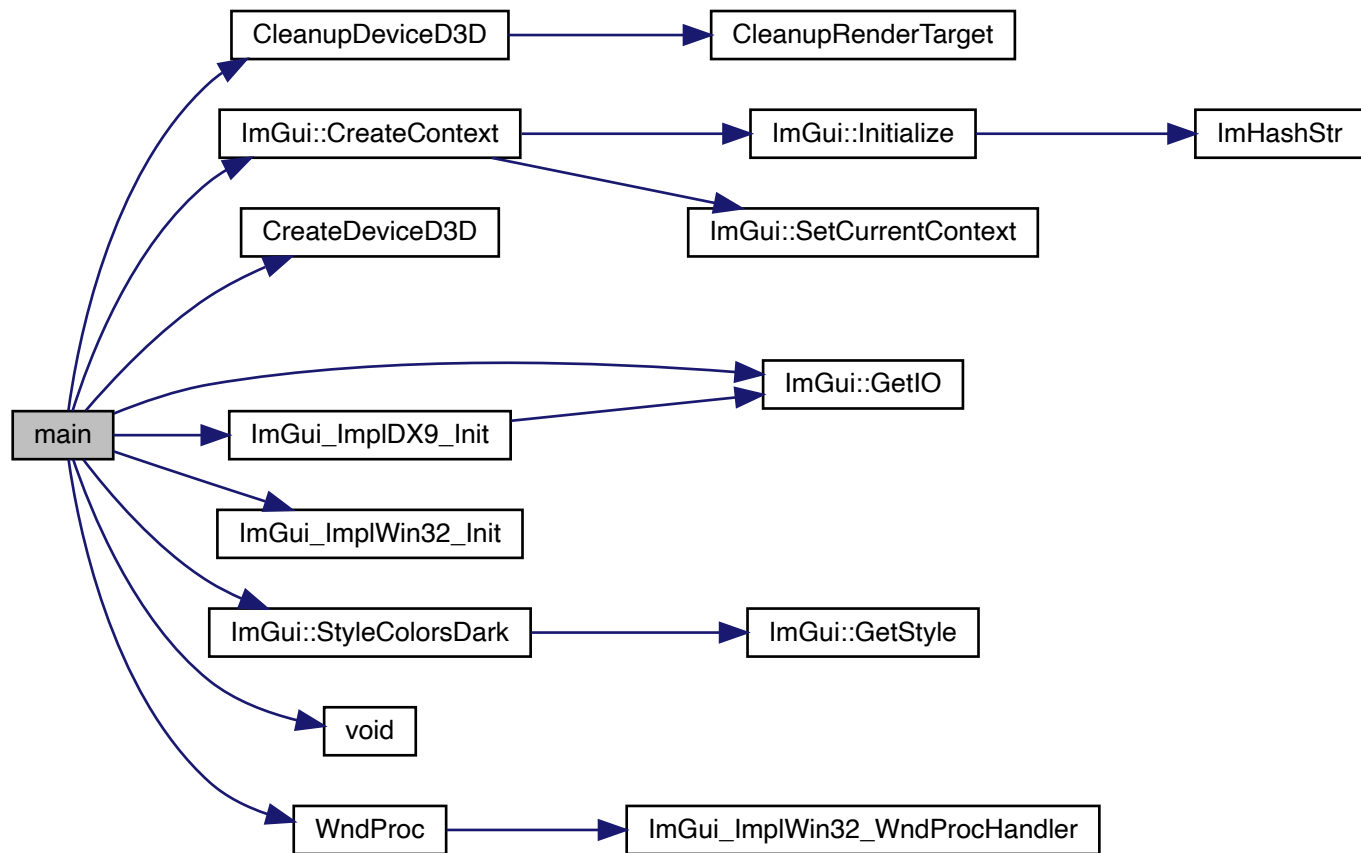 CleanupDeviceD3D
CleanupRenderTarget
ImGui::CreateContext
ImGui::Initialize
ImHashStr
CreateDeviceD3D
ImGui::SetCurrentContext
ImGui::GetIO
main
ImGui_ImplDX9_Init
ImGui_ImplWin32_Init
ImGui::StyleColorsDark
ImGui::GetStyle
void
WndProc
ImGui_ImplWin32_WndProcHandler